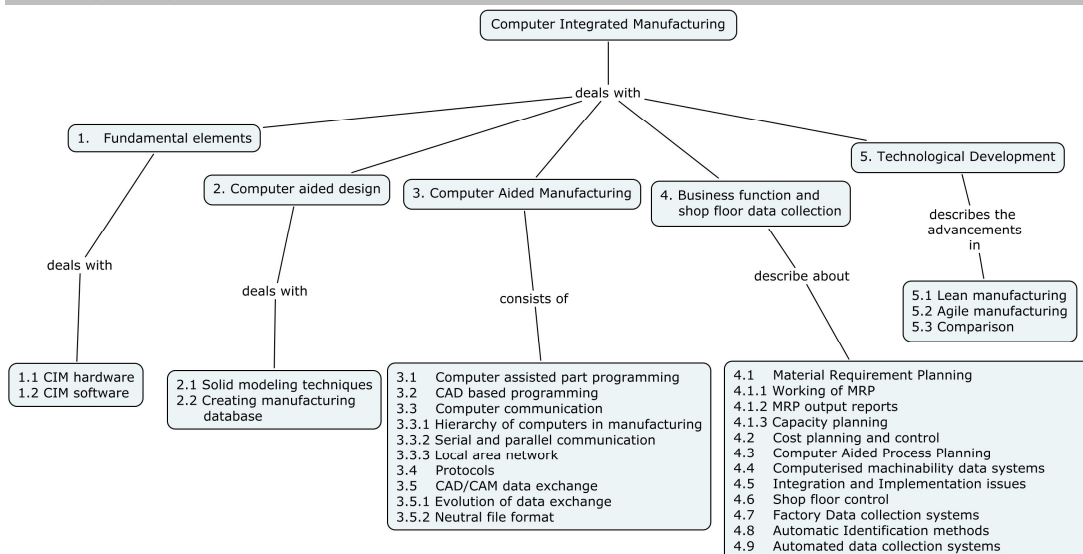 Computer Integrated Manufacturing
deals with
1. Fundamental elements
deals with
1.1 CIM hardware
1.2 CIM software
2. Computer aided design
deals with
2.1 Solid modeling techniques
2.2 Creating manufacturing
database
3. Computer Aided Manufacturing
consists of
3.1 Computer assisted part programming
3.2 CAD based programming
3.3 Computer communication
3.3.1 Hierarchy of computers in manufacturing
3.3.2 Serial and parallel communication
3.3.3 Local area network
3.4 Protocols
3.5 CAD/CAM data exchange
3.5.1 Evolution of data exchange
3.5.2 Neutral file format
4. Business function and
shop floor data collection
describe about
4.1 Material Requirement Planning
4.1.1 Working of MRP
4.1.2 MRP output reports
4.1.3 Capacity planning
4.2 Cost planning and control
4.3 Computer Aided Process Planning
4.4 Computerised machinability data systems
4.5 Integration and Implementation issues
4.6 Shop floor control
4.7 Factory Data collection systems
4.8 Automatic Identification methods
4.9 Automated data collection systems
5. Technological Development
describes the
advancements
in
5.1 Lean manufacturing
5.2 Agile manufacturing
5.3 Comparison